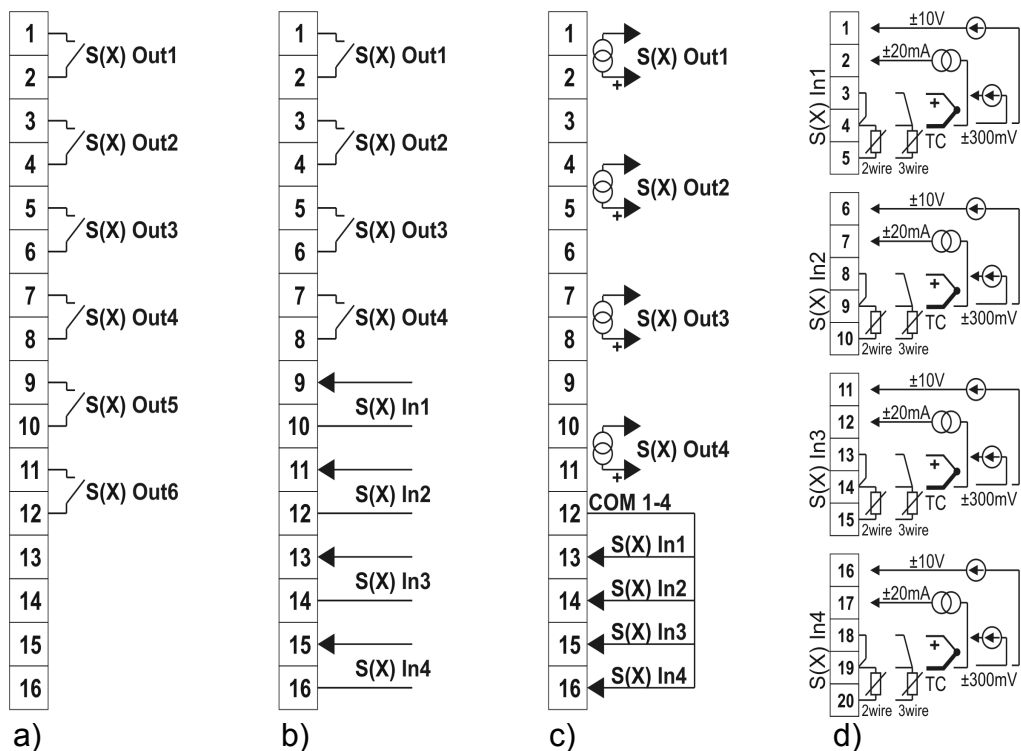 1
2
3
4
5
6
7
8
9
10
11
12
13
14
15
16
S(X) Out1
S(X) Out2
S(X) Out3
S(X) Out4
S(X) Out5
S(X) Out6
a)
1
2
3
4
5
6
7
8
9
10
11
12
13
14
15
16
S(X) Out1
S(X) Out2
S(X) Out3
S(X) Out4
S(X) In1
S(X) In2
S(X) In3
S(X) In4
b)
1
2
3
4
5
6
7
8
9
10
11
12
13
14
15
16
+
S(X) Out1
+
S(X) Out2
+
S(X) Out3
+
S(X) Out4
COM 1-4
S(X) In1
S(X) In2
S(X) In3
S(X) In4
c)
S(X) In1
1
2
3
4
5
±10V
±20mA
+
TC
±300mV
2wire 3wire
S(X) In2
6
7
8
9
10
±10V
±20mA
+
TC
±300mV
2wire 3wire
S(X) In3
11
12
13
14
15
±10V
±20mA
+
TC
±300mV
2wire 3wire
S(X) In4
16
17
18
19
20
±10V
±20mA
+
TC
±300mV
2wire 3wire
d)